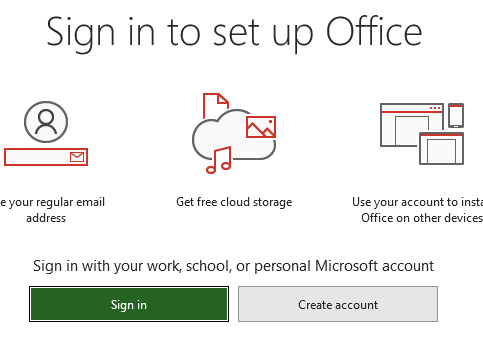 Sign in to set up Office
e your regular email
address
Get free cloud storage
Use your account to insta
Office on other devices
Sign in with your work, school, or personal Microsoft account
Sign in
Create account